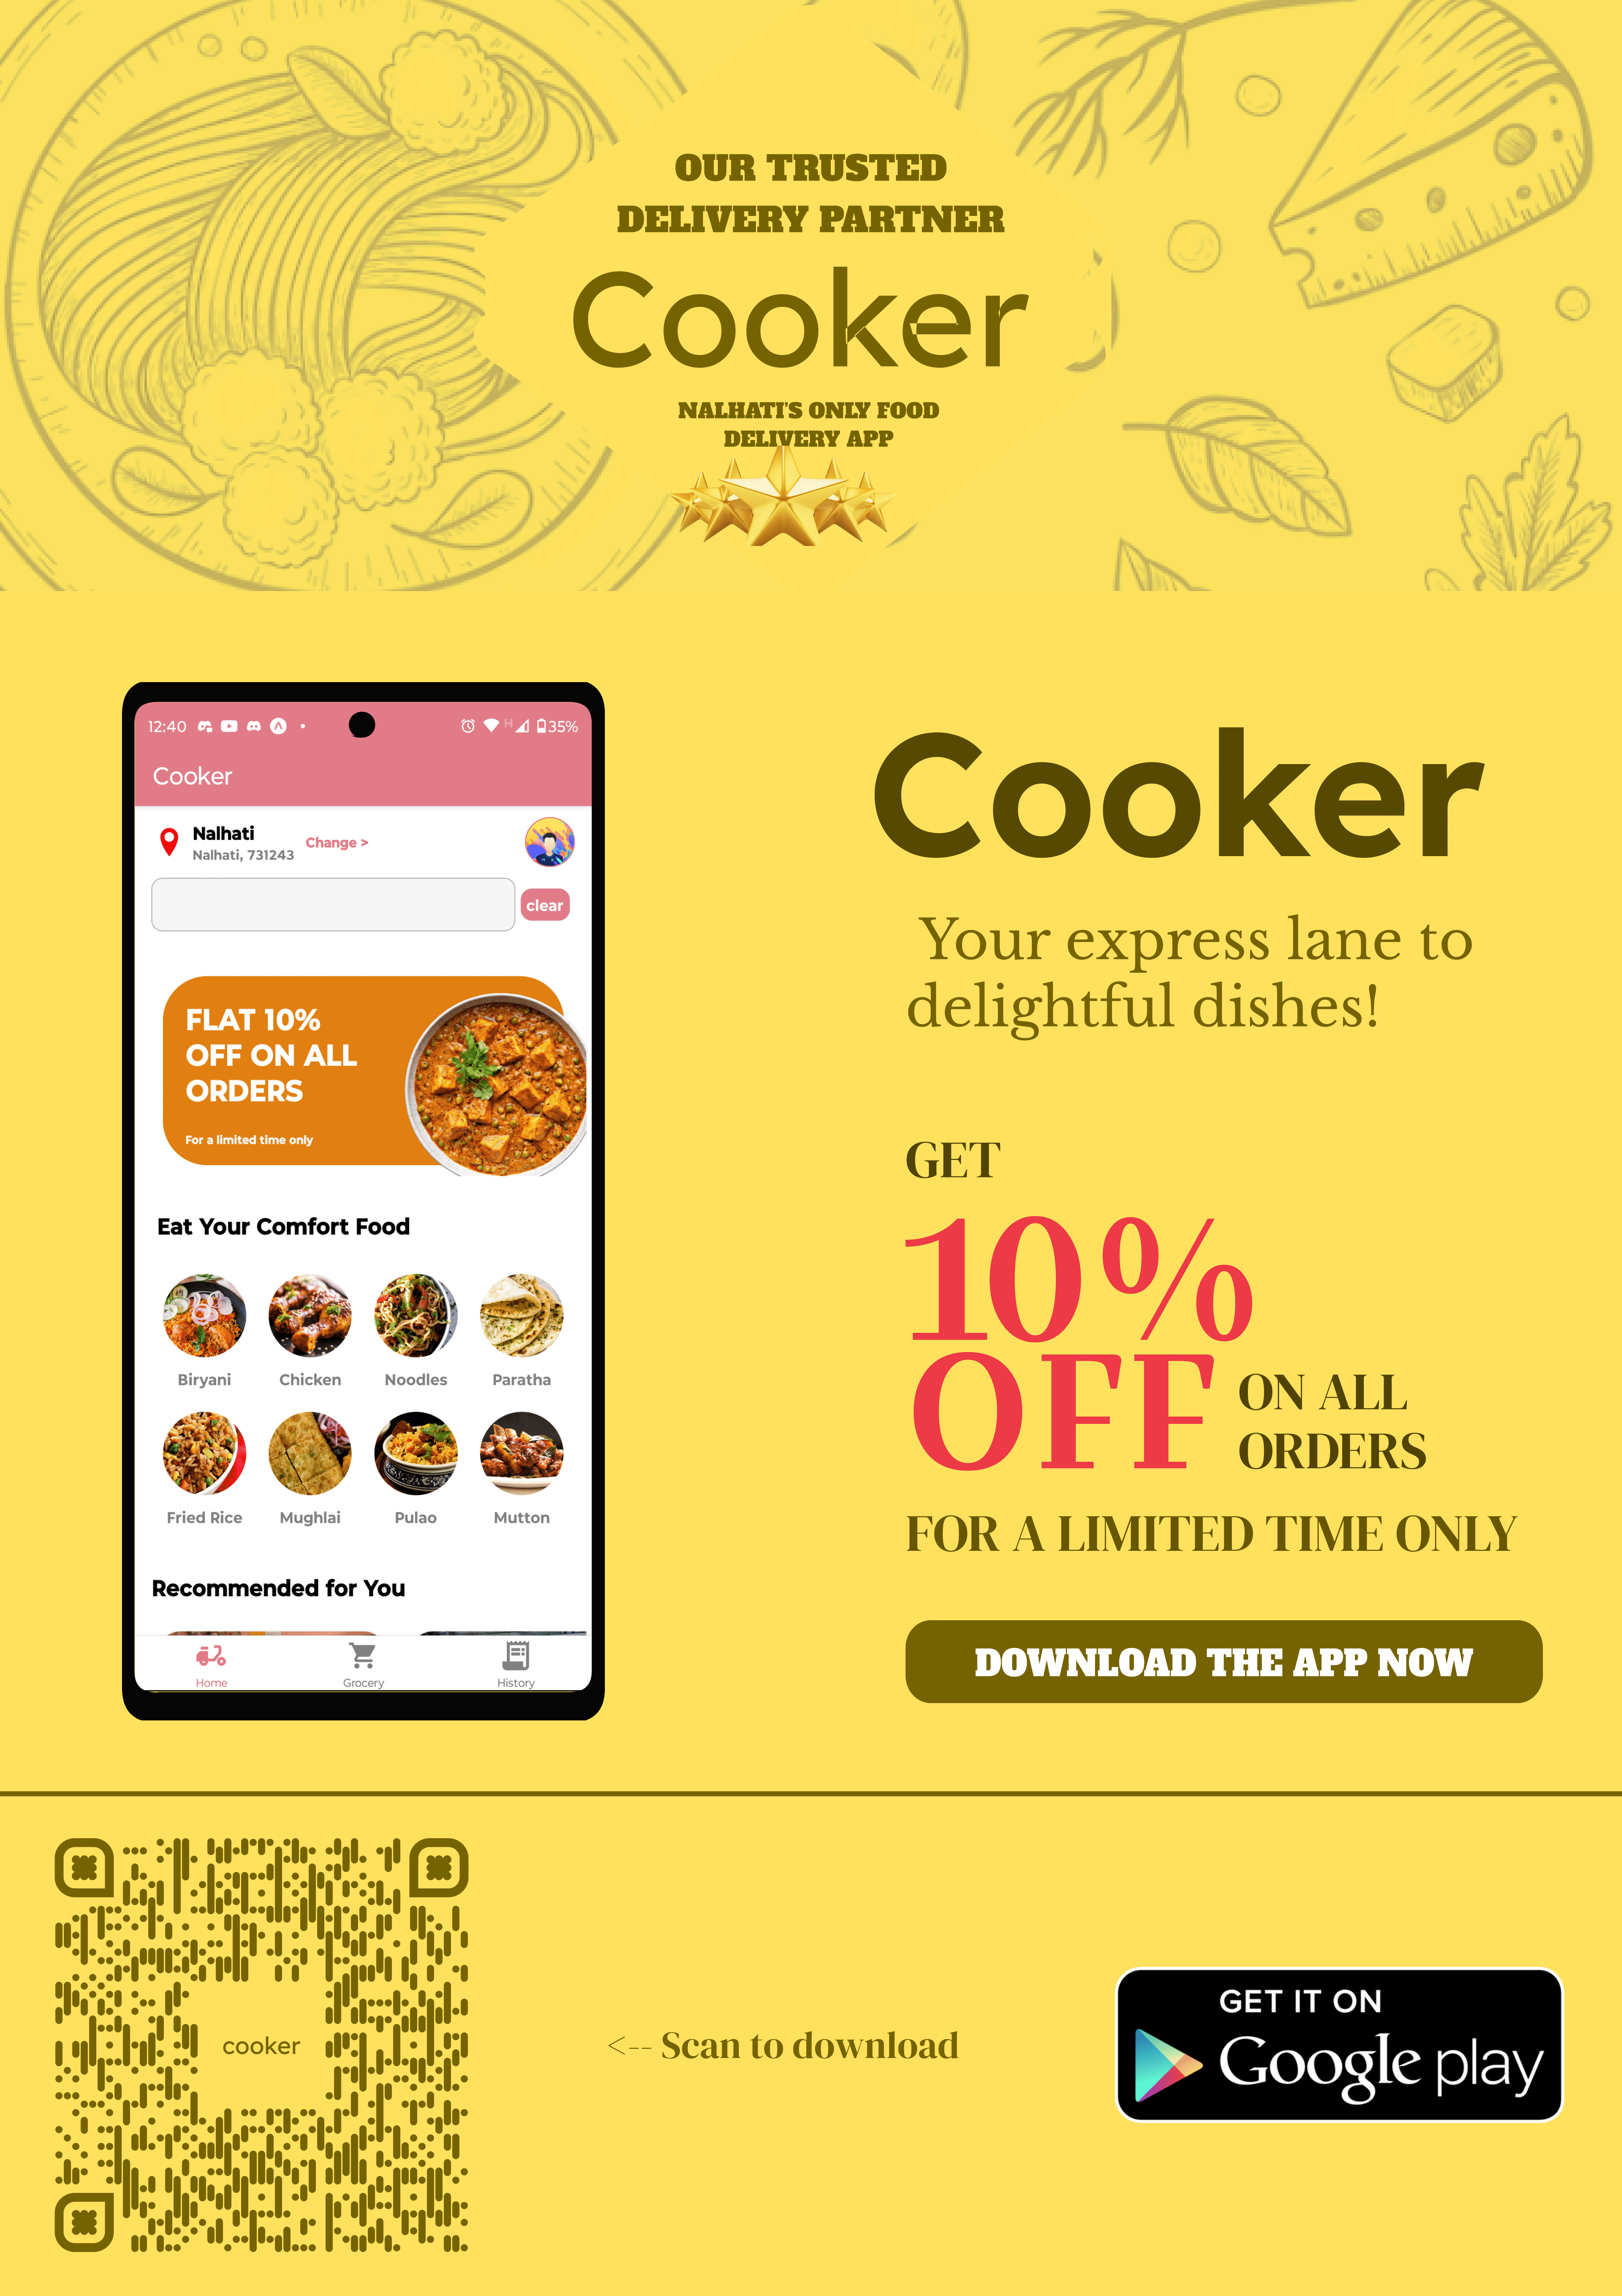 OUR TRUSTED
DELIVERY PARTNER
Cooker
NALHATI'S ONLY FOOD
DELIVERY APP
12:40
H
35%
Cooker
Nalhati
Nalhati, 731243
Change >
clear
FLAT 10%
OFF ON ALL
ORDERS
For a limited time only
Eat Your Comfort Food
Biryani Chicken Noodles Paratha
Fried Rice Mughlai Pulao Mutton
Recommended for You
Home Grocery History
Cooker
Your express lane to
delightful dishes!
GET
10%
OFF
ON ALL
ORDERS
FOR A LIMITED TIME ONLY
DOWNLOAD THE APP NOW
cooker
<-- Scan to download
GET IT ON
Google play